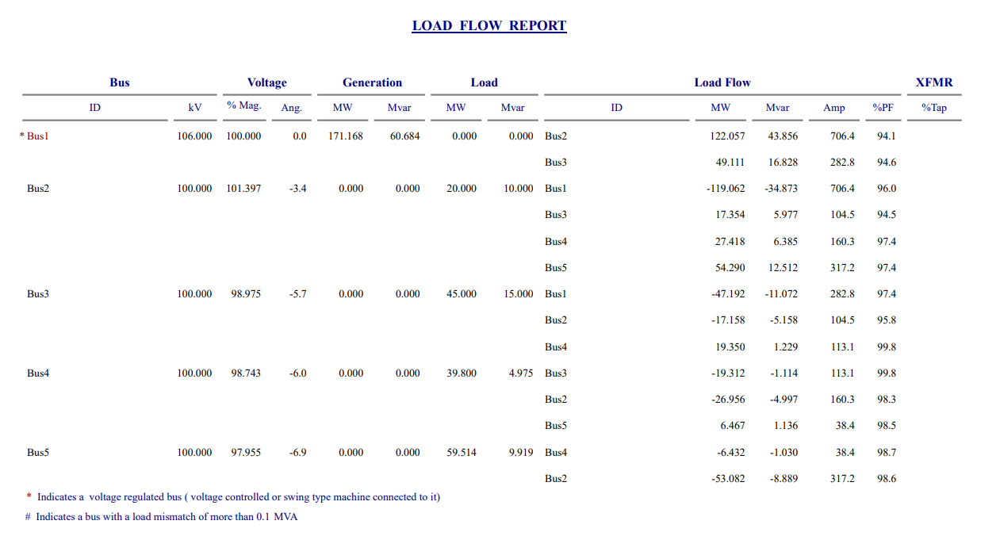 LOAD FLOW REPORT
Bus Voltage Generation Load Load Flow XFMR
ID kV % Mag. Ang. MW Mvar MW Mvar ID MW Mvar Amp %PF %Tap
* Bus1 106.000 100.000 0.0 171.168 60.684 0.000 0.000 Bus2 122.057 43.856 706.4 94.1
Bus3 49.111 16.828 282.8 94.6
Bus2 100.000 101.397 -3.4 0.000 0.000 20.000 10.000 Bus1 -119.062 -34.873 706.4 96.0
Bus3 17.354 5.977 104.5 94.5
Bus4 27.418 6.385 160.3 97.4
Bus5 54.290 12.512 317.2 97.4
Bus3 100.000 98.975 -5.7 0.000 0.000 45.000 15.000 Bus1 -47.192 -11.072 282.8 97.4
Bus2 -17.158 -5.158 104.5 95.8
Bus4 19.350 1.229 113.1 99.8
Bus4 100.000 98.743 -6.0 0.000 0.000 39.800 4.975 Bus3 -19.312 -1.114 113.1 99.8
Bus2 -26.956 -4.997 160.3 98.3
Bus5 6.467 1.136 38.4 98.5
Bus5 100.000 97.955 -6.9 0.000 0.000 59.514 9.919 Bus4 -6.432 -1.030 38.4 98.7
Bus2 -53.082 -8.889 317.2 98.6
* Indicates a voltage regulated bus ( voltage controlled or swing type machine connected to it)
# Indicates a bus with a load mismatch of more than 0.1 MVA